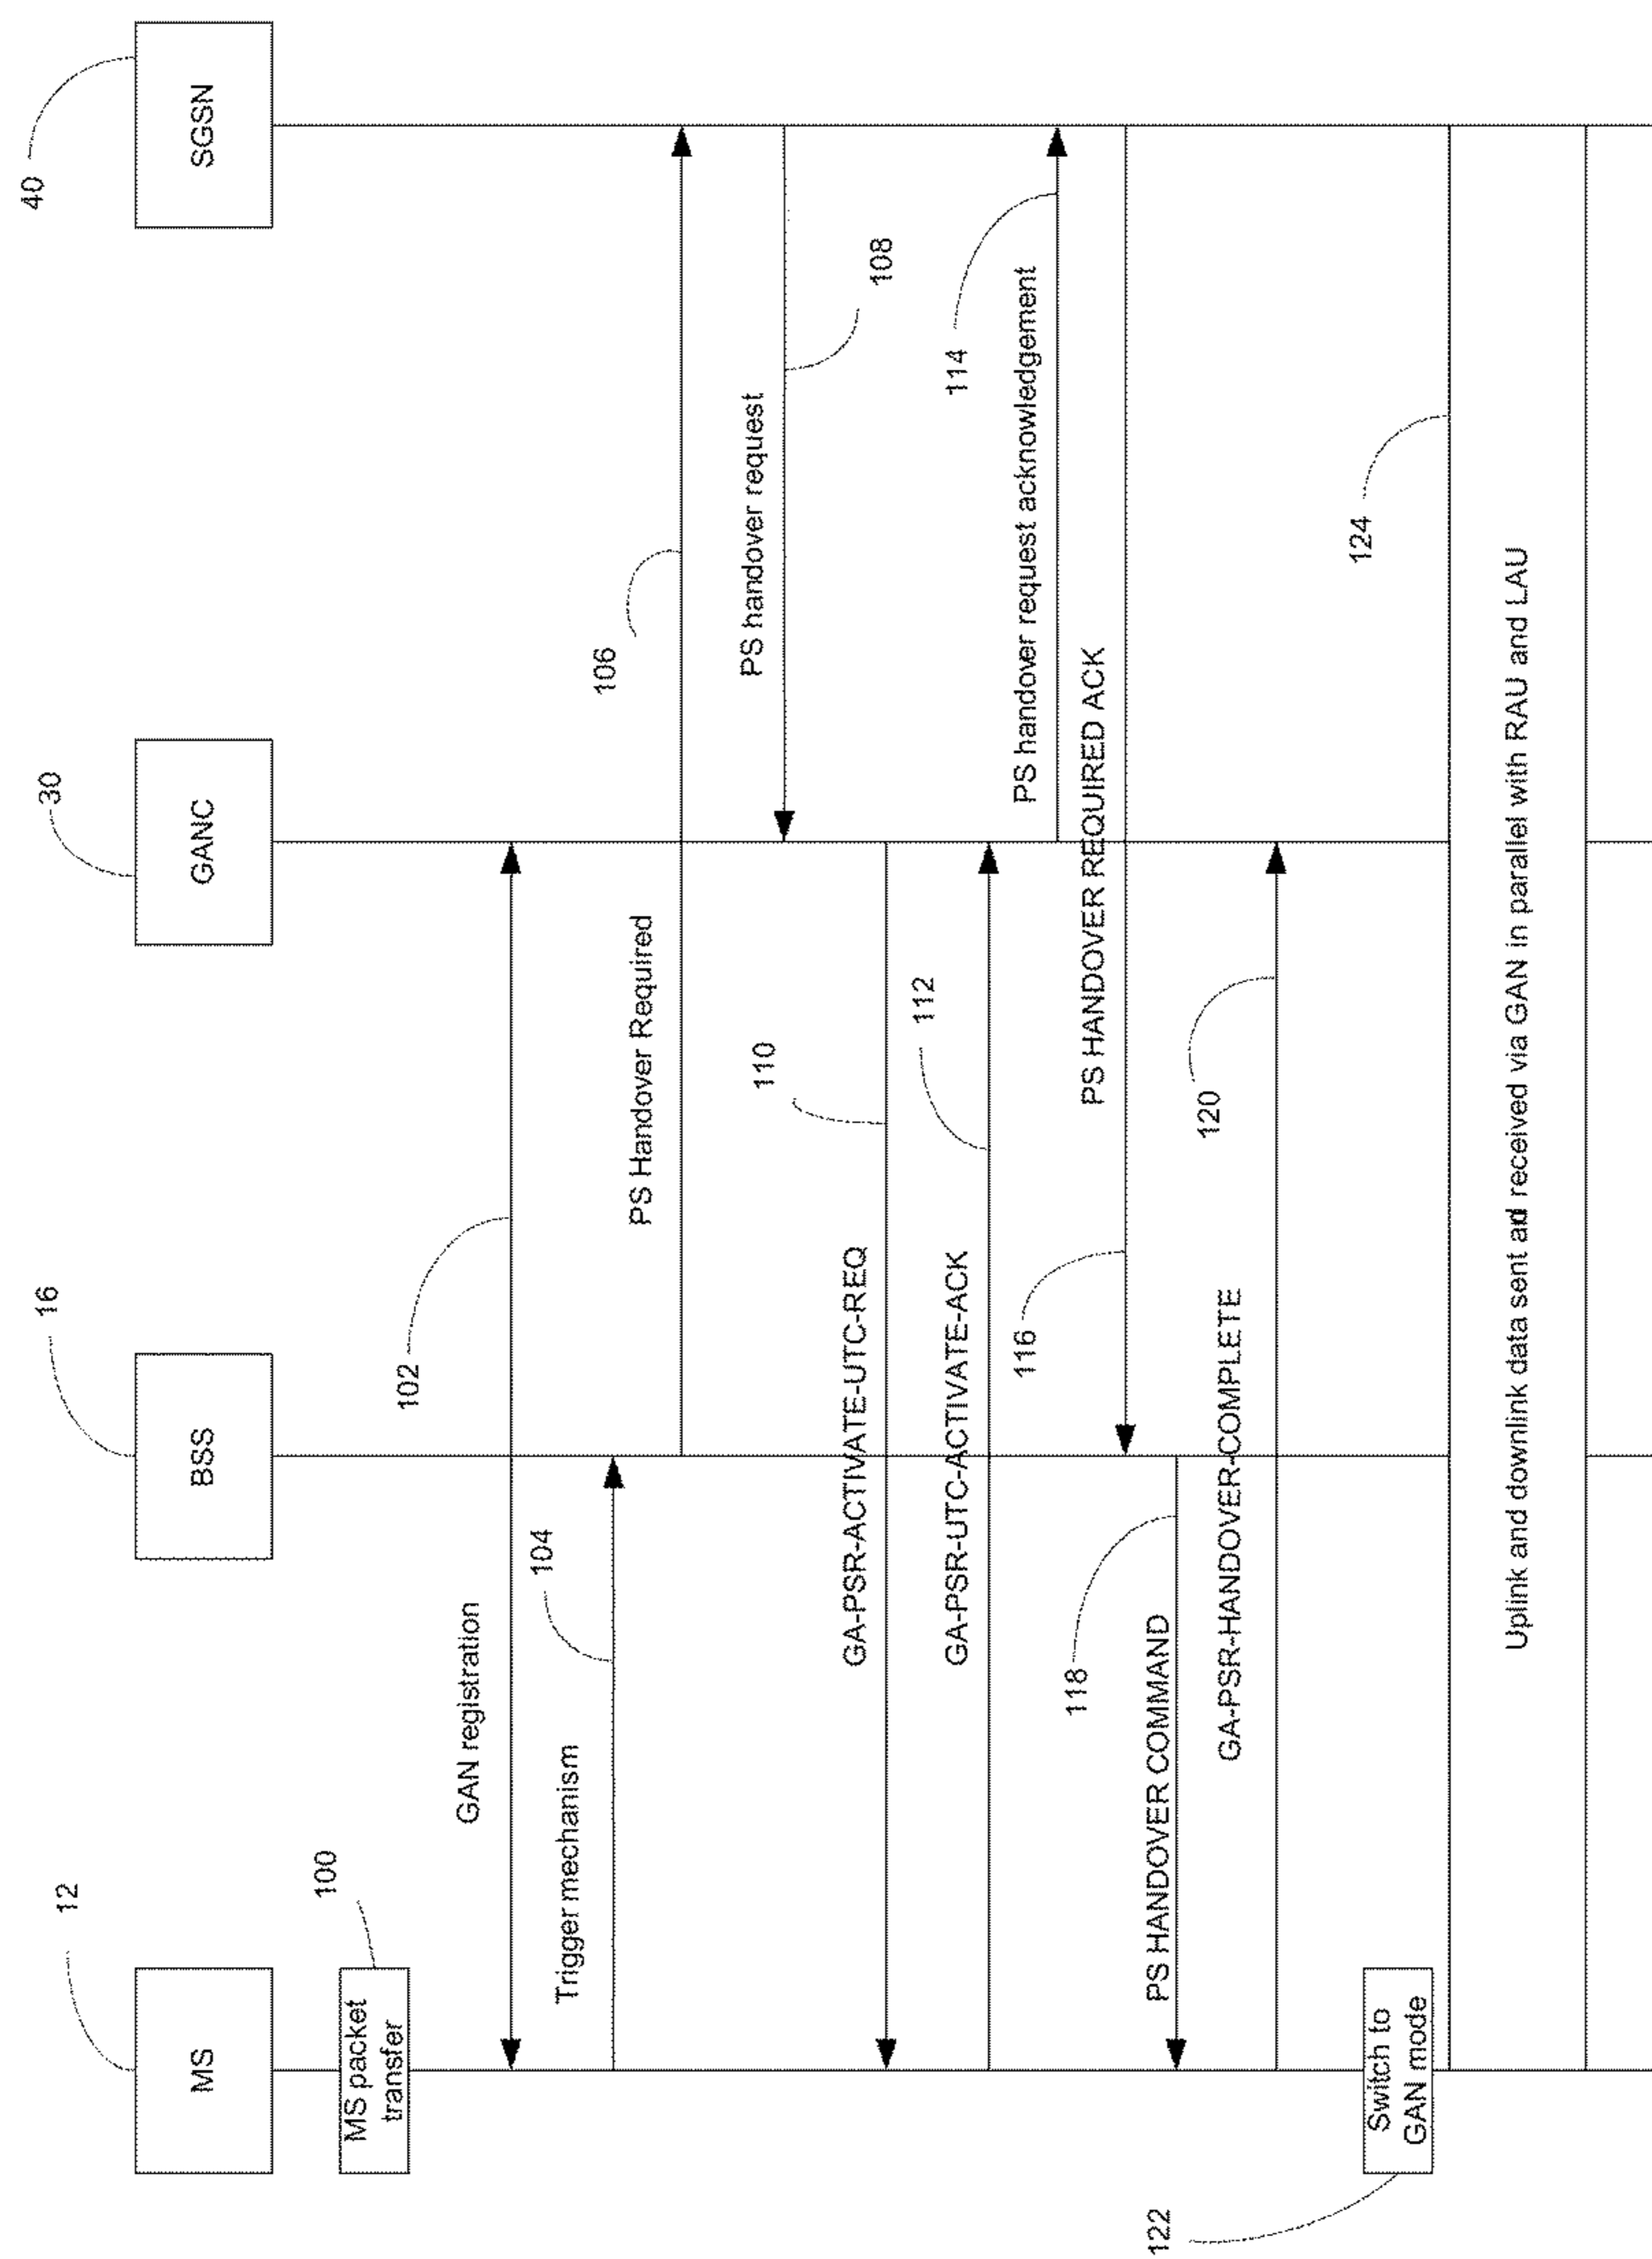 12
16
30
40
MS
BSS
GANC
SGSN
100
MS packet
transfer
GAN registration
102
Trigger mechanism
104
PS Handover Required
106
PS handover request
108
GA-PSR-ACTIVATE-UTC-REQ
110
GA-PSR-UTC-ACTIVATE-ACK
112
PS handover request acknowledgement
114
PS HANDOVER REQUIRED ACK
116
PS HANDOVER COMMAND
118
GA-PSR-HANDOVER-COMPLETE
120
122
Switch to
GAN mode
124
Uplink and downlink data sent and received via GAN in parallel with RAU and LAU